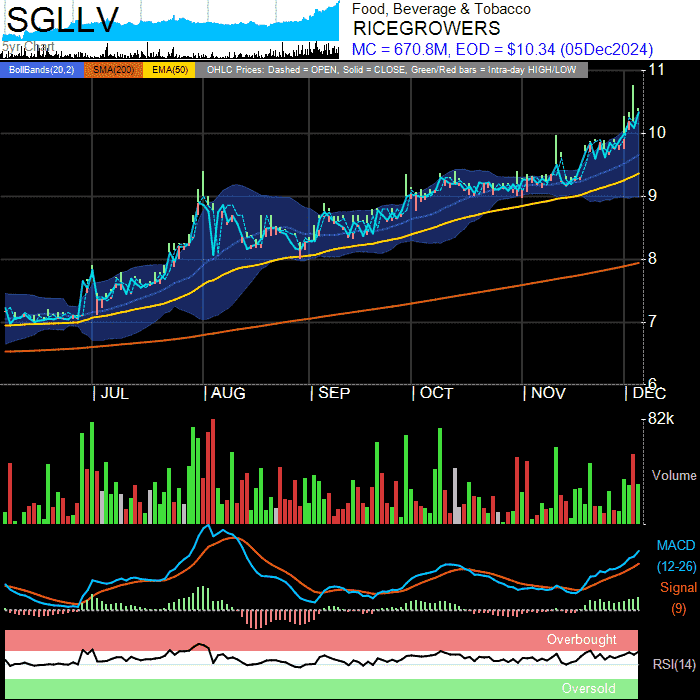 SGLLV
5yr Chart
Food, Beverage & Tobacco
RICEGROWERS
MC = 670.8M, EOD = $10.34 (05Dec2024)
BollBands(20,2) SMA(200) EMA(50) OHLC Prices: Dashed = OPEN, Solid = CLOSE, Green/Red bars = Intra-day HIGH/LOW
11
10
9
8
7
6
JUL AUG SEP OCT NOV DEC
82k
Volume
MACD
(12-26)
Signal
(9)
Overbought
RSI(14)
Oversold